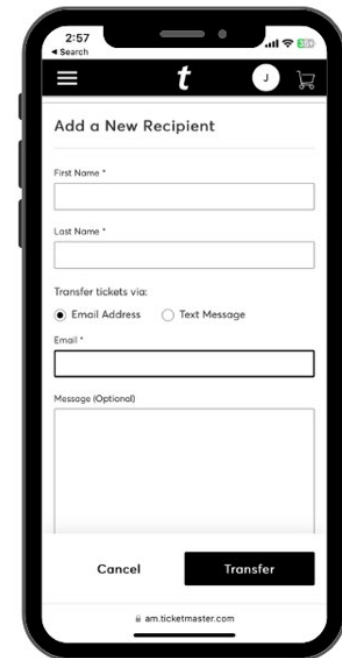 2:57
◄ Search
t
J
Add a New Recipient
First Name *
Last Name *
Transfer tickets via:
Email Address Text Message
Email *
Message (Optional)
Cancel Transfer
am.ticketmaster.com